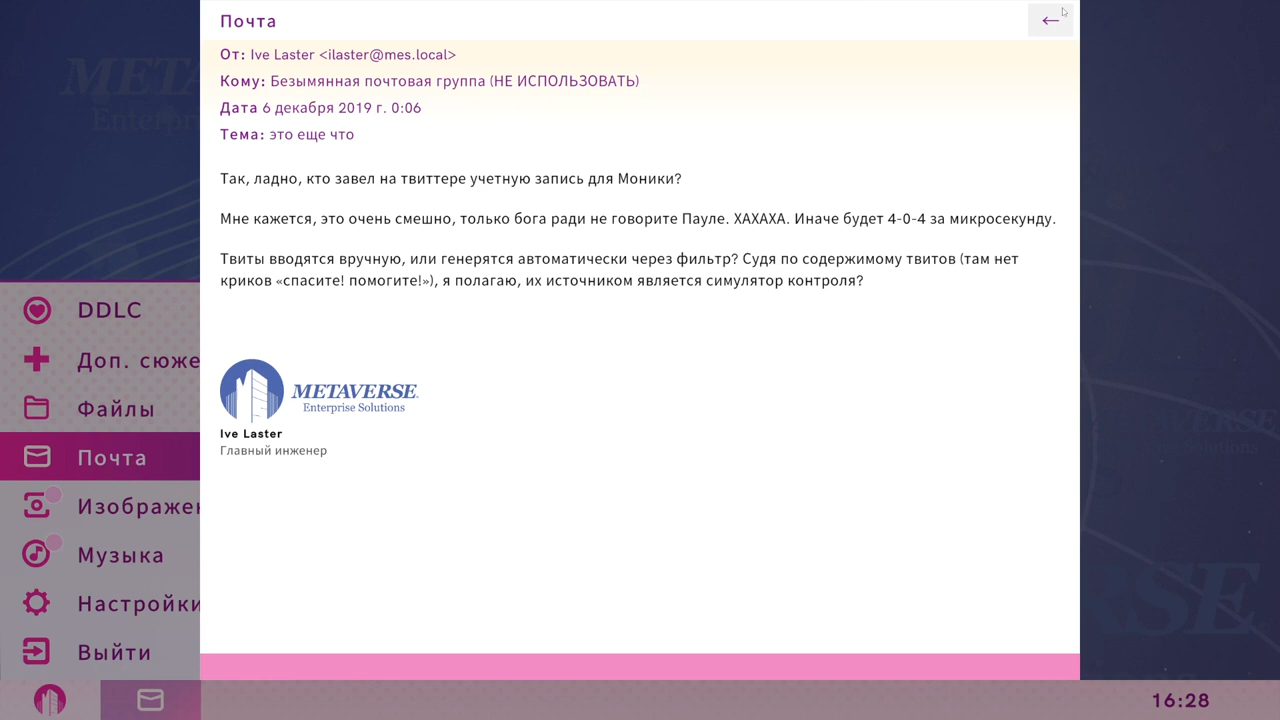 Почта
←
От: Ive Laster <ilaster@mes.local>
Кому: Безымянная почтовая группа (НЕ ИСПОЛЬЗОВАТЬ)
Дата 6 декабря 2019 г. 0:06
Тема: это еще что
Так, ладно, кто завел на твиттере учетную запись для Моники?
Мне кажется, это очень смешно, только бога ради не говорите Пауле. ХАХАХА. Иначе будет 4-0-4 за микросекунду.
Твиты вводятся вручную, или генерятся автоматически через фильтр? Судя по содержимому твитов (там нет
криков «спасите! помогите!»), я полагаю, их источником является симулятор контроля?
METAVERSE
Enterprise Solutions
Ive Laster
Главный инженер
DDLC
Доп. сюже
Файлы
Почта
Изображен
Музыка
Настройки
Выйти
16:28